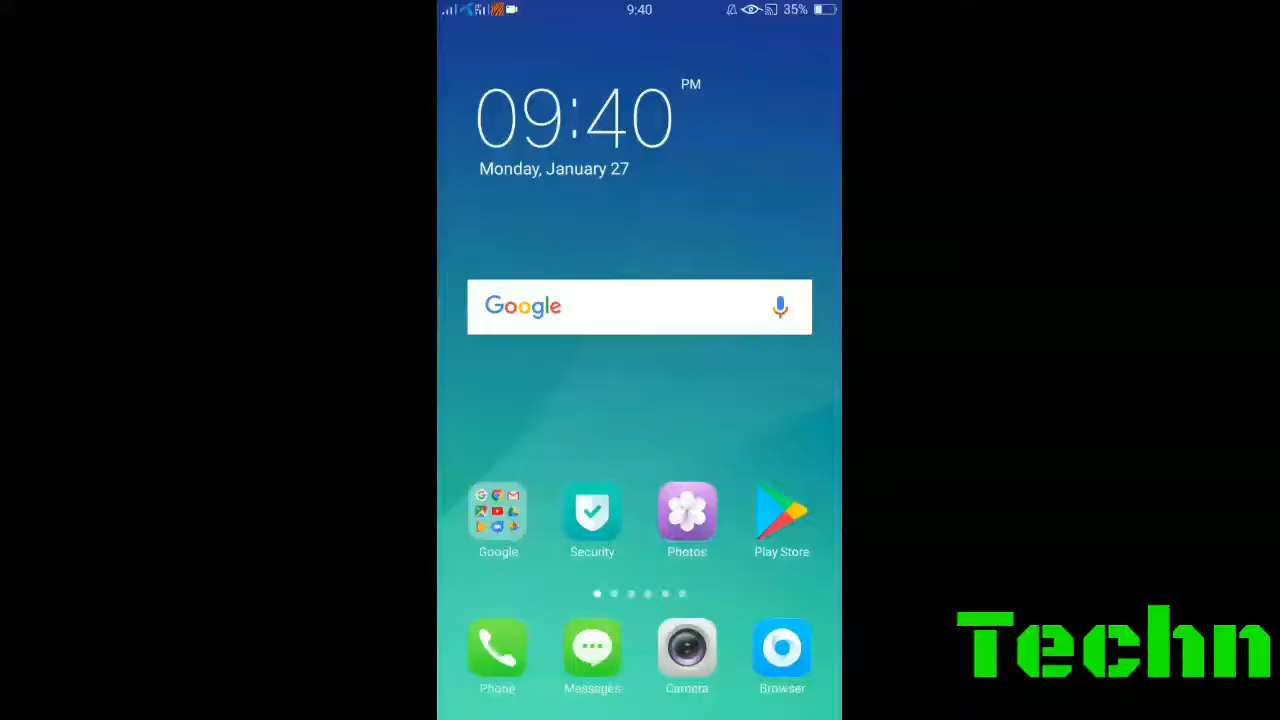 9:40
35%
09:40 PM
Monday, January 27
Google
Google
Security
Photos
Play Store
Phone
Messages
Camera
Browser
Techn